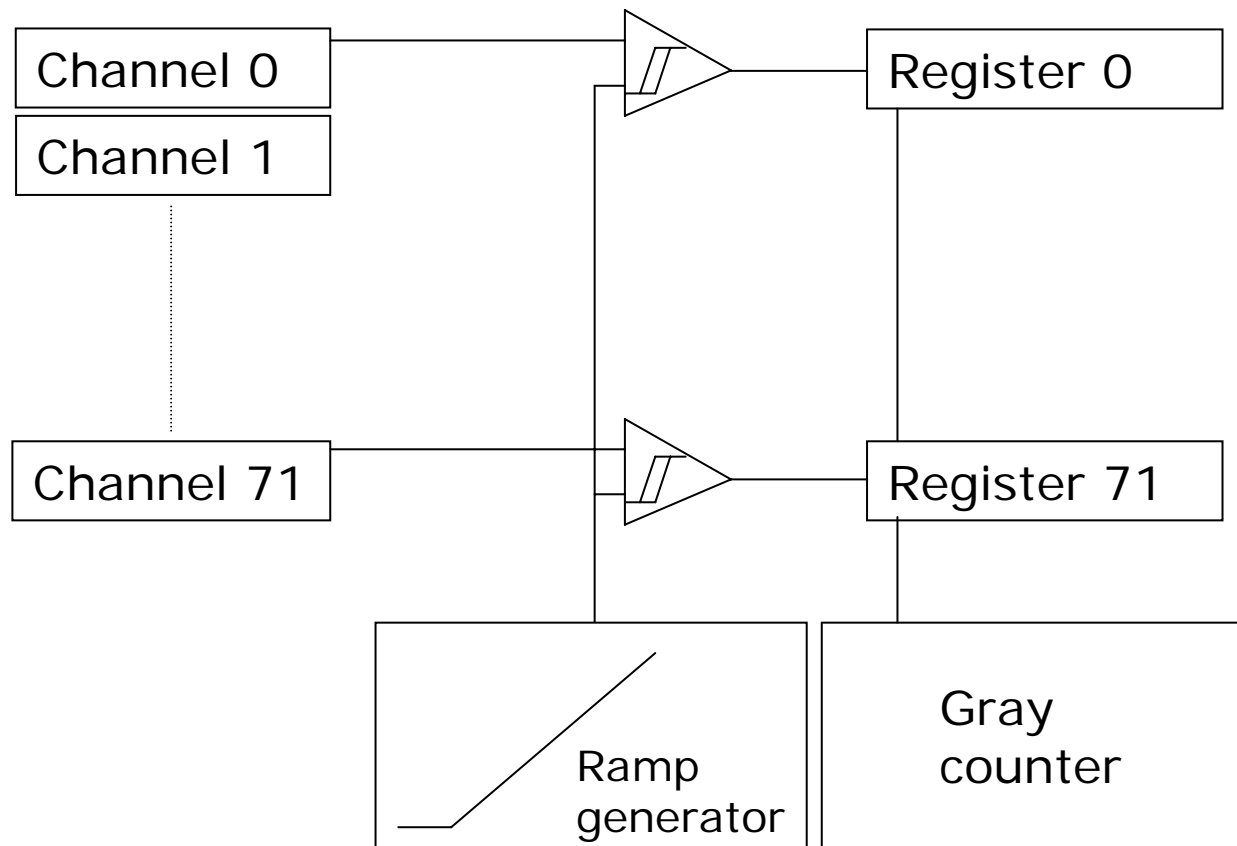 Channel 0
Register 0
Channel 1
Channel 71
Register 71
Ramp
generator
Gray
counter